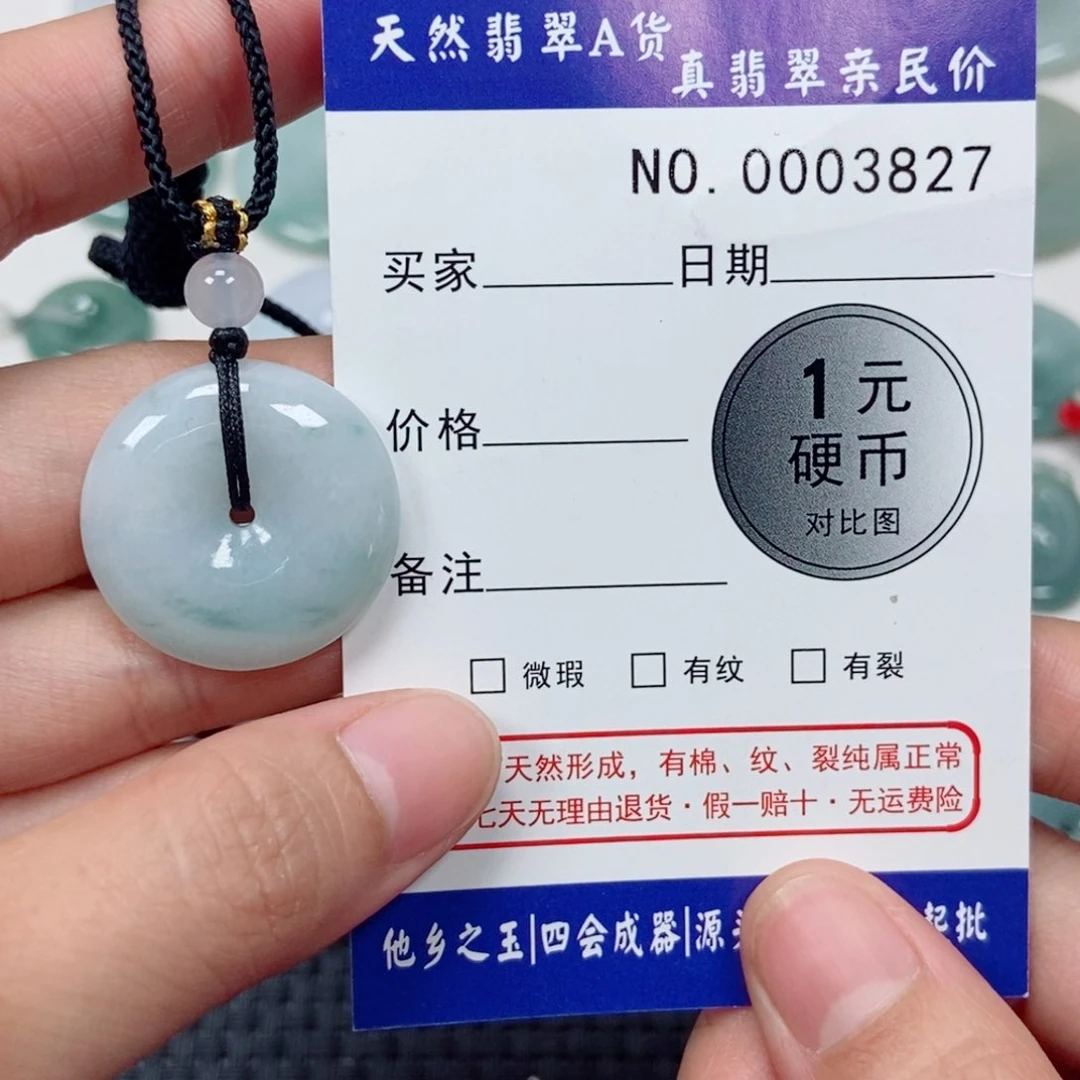 天然翡翠A货
真翡翠亲民价
NO. 0003827
买家 日期
价格
1元
硬币
对比图
备注
微瑕 有纹 有裂
天然形成，有棉、纹、裂纯属正常
七天无理由退货·假一赔十·无运费险
他乡之玉|四会成器|源 起批